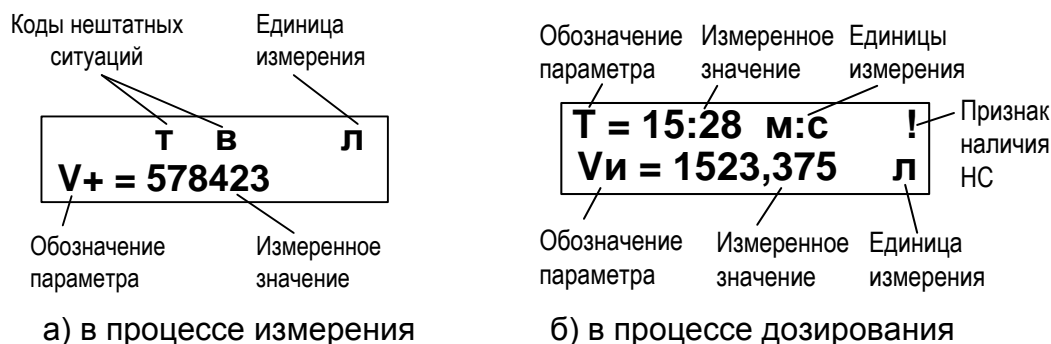 Коды нештатных
ситуаций
Единица
измерения
т в л
V+ = 578423
Обозначение
параметра
Измеренное
значение
а) в процессе измерения
Обозначение
параметра
Измеренное
значение
Единицы
измерения
T = 15:28 м:с !
Vи = 1523,375 л
Признак
наличия
НС
Обозначение
параметра
Измеренное
значение
Единица
измерения
б) в процессе дозирования